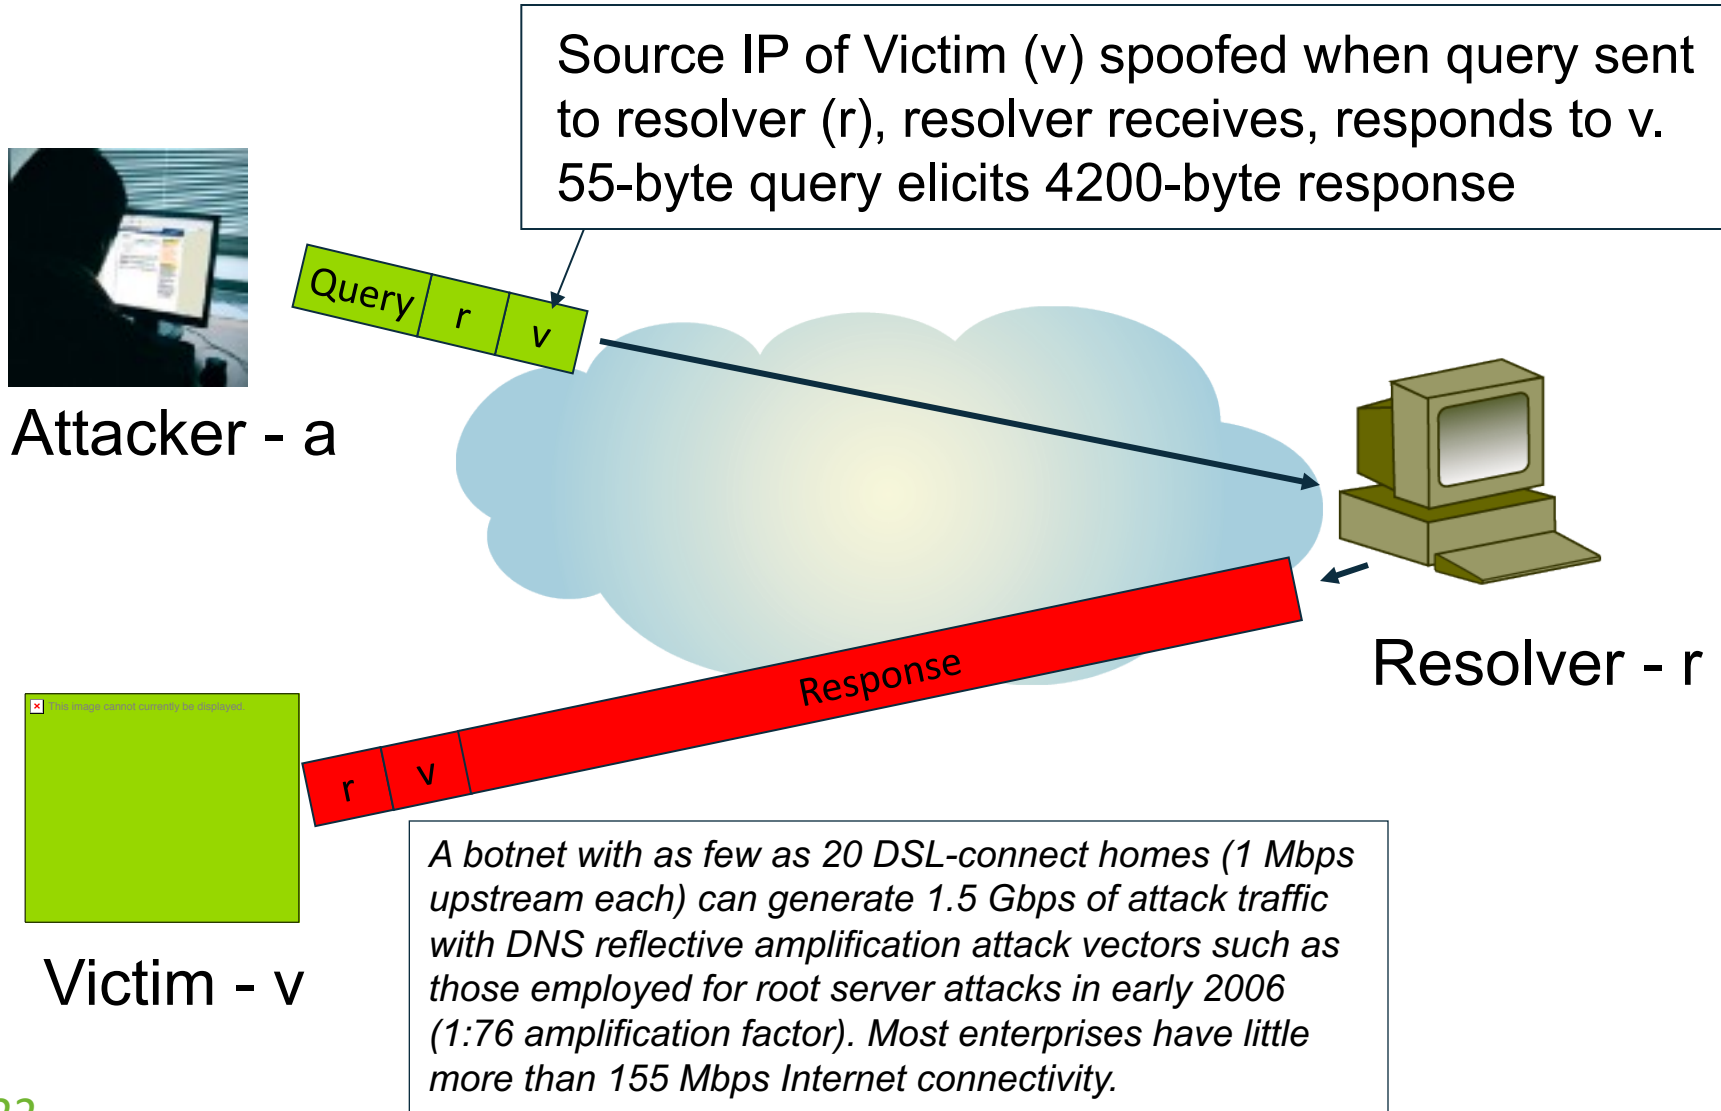 Source IP of Victim (v) spoofed when query sent
to resolver (r), resolver receives, responds to v.
55-byte query elicits 4200-byte response
Query r v
Attacker - a
Resolver - r
Response
This image cannot currently be displayed.
r v
Victim - v
A botnet with as few as 20 DSL-connect homes (1 Mbps
upstream each) can generate 1.5 Gbps of attack traffic
with DNS reflective amplification attack vectors such as
those employed for root server attacks in early 2006
(1:76 amplification factor). Most enterprises have little
more than 155 Mbps Internet connectivity.